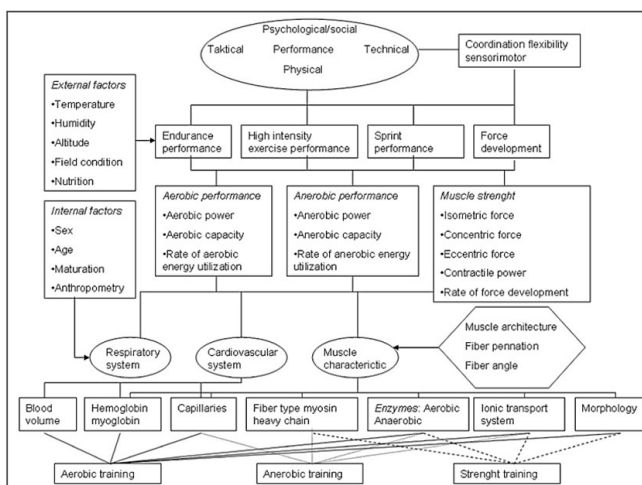 Psychological/social
Taktical Performance Technical
Physical
Coordination flexibility
sensorimotor
External factors
•Temperature
•Humidity
•Altitude
•Field condition
•Nutrition
Endurance
performance
High intensity
exercise performance
Sprint
performance
Force
development
Internal factors
•Sex
•Age
•Maturation
•Anthropometry
Aerobic performance
•Aerobic power
•Aerobic capacity
•Rate of aerobic
energy utilization
Anerobic performance
•Anerobic power
•Anerobic capacity
•Rate of anerobic energy
utilization
Muscle strenght
•Isometric force
•Concentric force
•Eccentric force
•Contractile power
•Rate of force development
Respiratory
system
Cardiovascular
system
Muscle
charecterictic
Muscle architecture
Fiber pennation
Fiber angle
Blood
volume
Hemoglobin
myoglobin
Capillaries
Fiber type myosin
heavy chain
Enzymes: Aerobic
Anaerobic
Ionic transport
system
Morphology
Aerobic training
Anerobic training
Strenght training